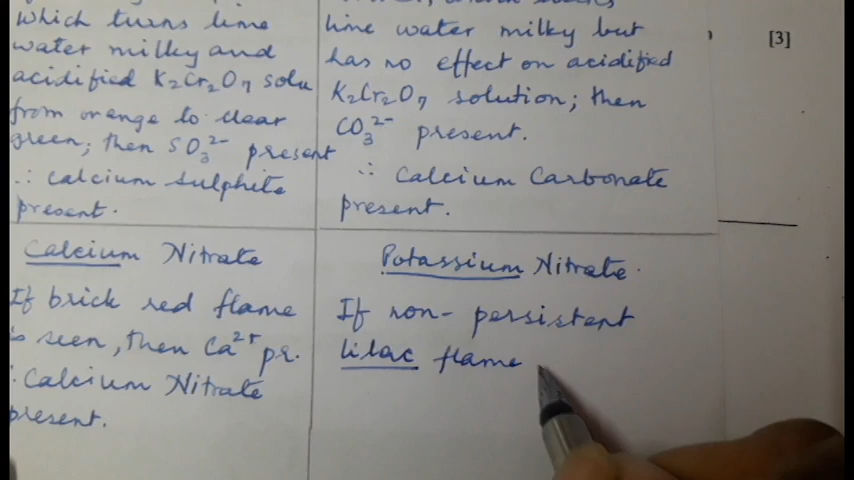 which turns lime
water milky and
acidified K₂Cr₂O₇ solu
from orange to clear
green; then SO₃²⁻ present
∴ Calcium Sulphite
present.
lime water milky but
has no effect on acidified
K₂Cr₂O₇ solution; then
CO₃²⁻ present.
∴ Calcium Carbonate
present.
[3]
Calcium Nitrate
If brick red flame
is seen, then Ca²⁺ pr.
∴ Calcium Nitrate
present.
Potassium Nitrate.
If non-persistent
lilac flame